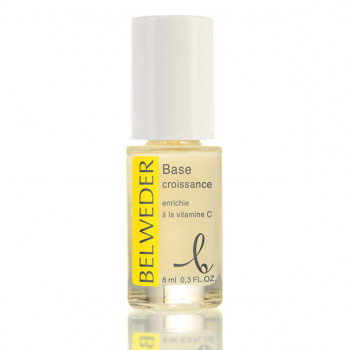 BELWEDER
Base
croissance
enrichie
à la vitamine C
8 ml 0,3 FL.OZ.